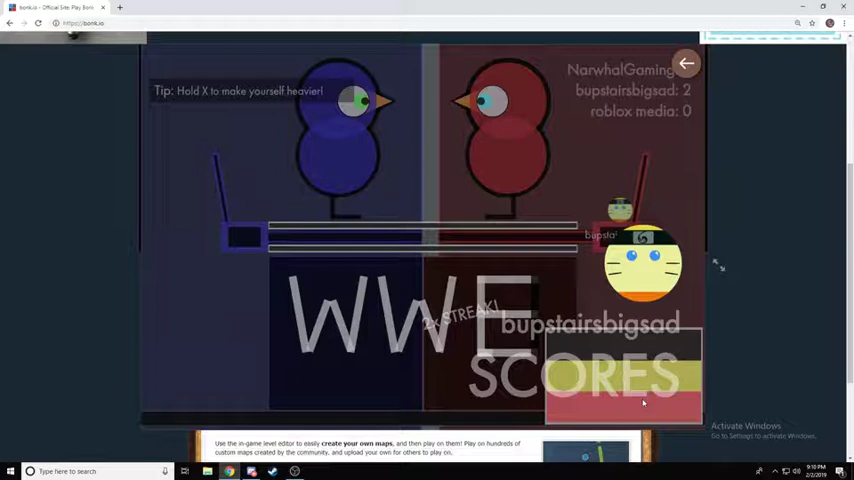 bonk.io - Official Site: Play Bonk
https://bonk.io
Tip: Hold X to make yourself heavier!
NarwhalGaming
bupstairsbigsad: 2
roblox media: 0
bupsta
WWE
2x STREAK!
bupstairsbigsad
SCORES
Activate Windows
Go to Settings to activate Windows.
Use the in-game level editor to easily create your own maps, and then play on them! Play on hundreds of
custom maps created by the community, and upload your own for others to play on.
Type here to search
9:10 PM
2/2/2019